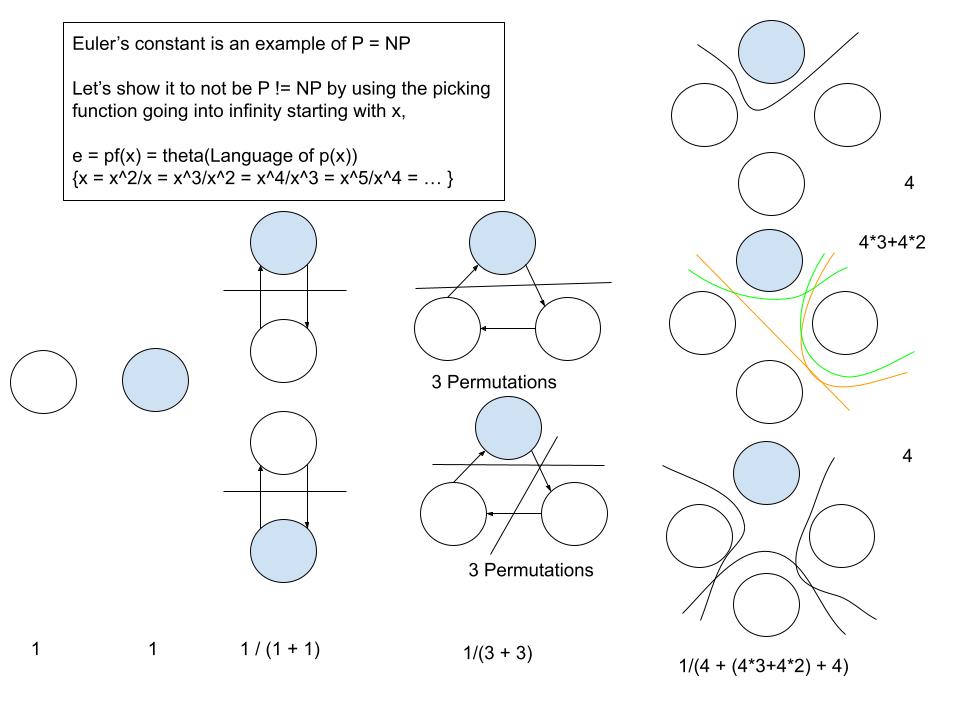 Euler’s constant is an example of P = NP
Let’s show it to not be P != NP by using the picking
function going into infinity starting with x,
e = pf(x) = theta(Language of p(x))
{x = x^2/x = x^3/x^2 = x^4/x^3 = x^5/x^4 = … }
4
4*3+4*2
3 Permutations
4
3 Permutations
1
1
1 / (1 + 1)
1/(3 + 3)
1/(4 + (4*3+4*2) + 4)